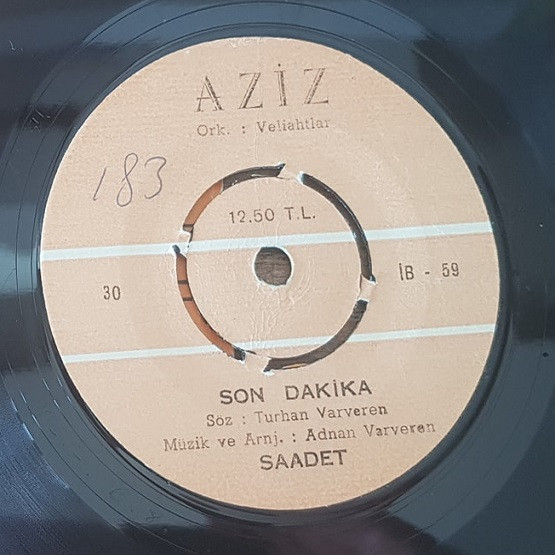 AZİZ
Ork. : Veliahtlar
183
12.50 T.L.
30
İB - 59
SON DAKİKA
Söz : Turhan Varveren
Müzik ve Arnj. : Adnan Varveren
SAADET